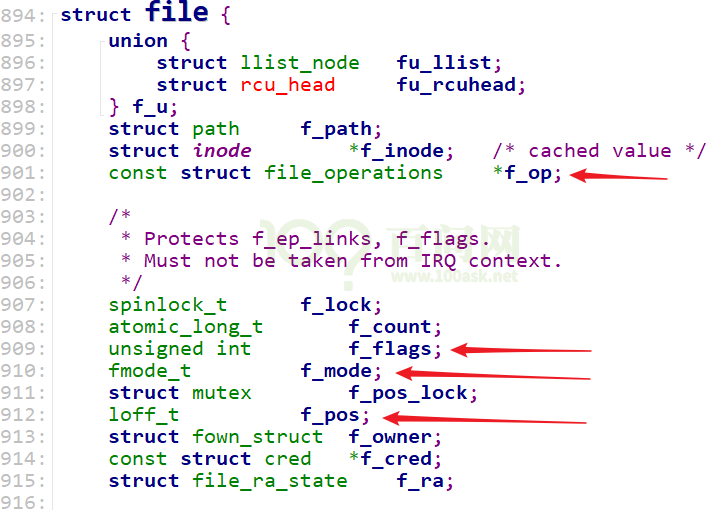 894: struct file {
895: union {
896: struct llist_node fu_llist;
897: struct rcu_head fu_rcuhead;
898: } f_u;
899: struct path f_path;
900: struct inode *f_inode; /* cached value */
901: const struct file_operations *f_op;
902:
903: /*
904: * Protects f_ep_links, f_flags.
905: * Must not be taken from IRQ context.
906: */
907: spinlock_t f_lock;
908: atomic_long_t f_count;
909: unsigned int f_flags;
910: fmode_t f_mode;
911: struct mutex f_pos_lock;
912: loff_t f_pos;
913: struct fown_struct f_owner;
914: const struct cred *f_cred;
915: struct file_ra_state f_ra;
916:
100? 百问网
www.100ask.net